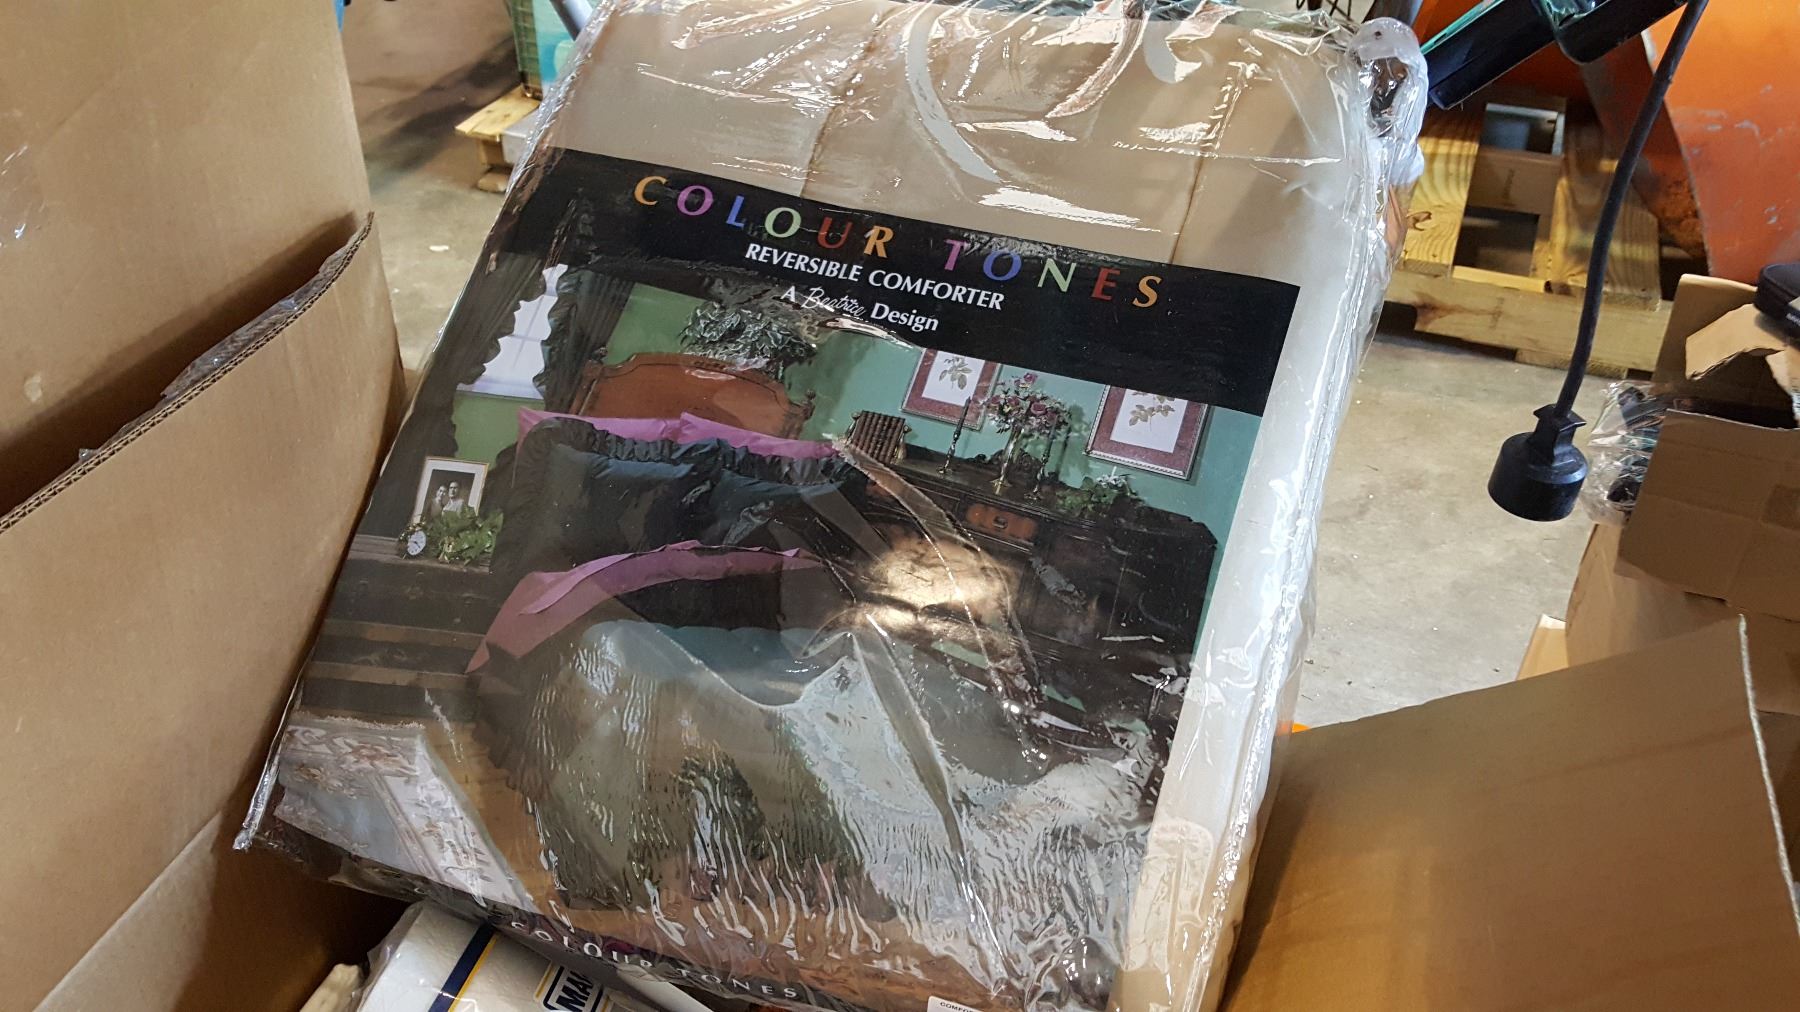 COLOUR TONES
REVERSIBLE COMFORTER
A Beatrice Design
COLOUR TONES